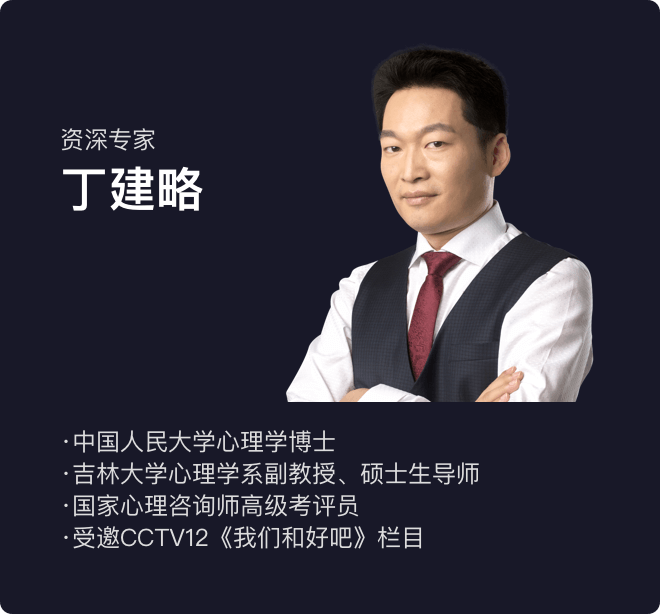 资深专家
丁建略
·中国人民大学心理学博士
·吉林大学心理学系副教授、硕士生导师
·国家心理咨询师高级考评员
·受邀CCTV12《我们和好吧》栏目